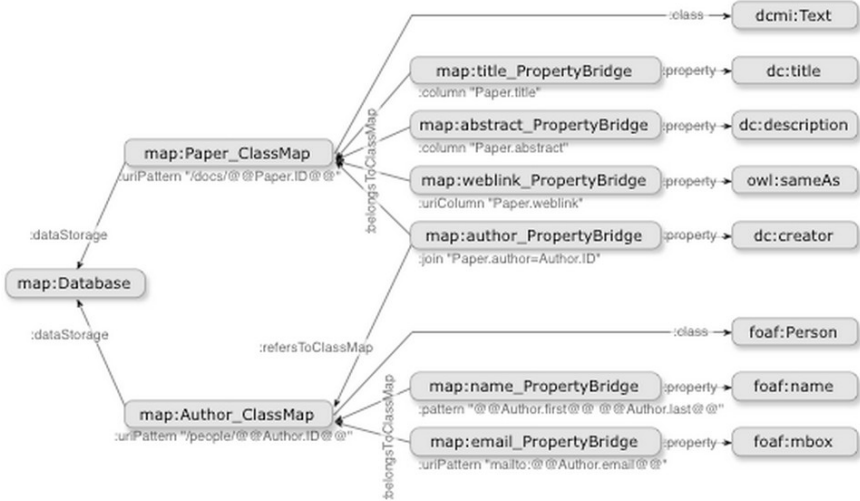 :class
dcmi:Text
map:title_PropertyBridge
:property
dc:title
:column "Paper.title"
map:abstract_PropertyBridge
:property
dc:description
:column "Paper.abstract"
map:Paper_ClassMap
:uriPattern "/docs/@@Paper.ID@@"
:belongsToClassMap
map:weblink_PropertyBridge
:property
owl:sameAs
:uriColumn "Paper.weblink"
map:author_PropertyBridge
:property
dc:creator
:join "Paper.author=Author.ID"
:dataStorage
map:Database
:dataStorage
:refersToClassMap
:class
foaf:Person
map:name_PropertyBridge
:property
foaf:name
:pattern "@@Author.first@@ @@Author.last@@"
map:Author_ClassMap
:uriPattern "/people/@@Author.ID@@"
:belongsToClassMap
map:email_PropertyBridge
:property
foaf:mbox
:uriPattern "mailto:@@Author.email@@"